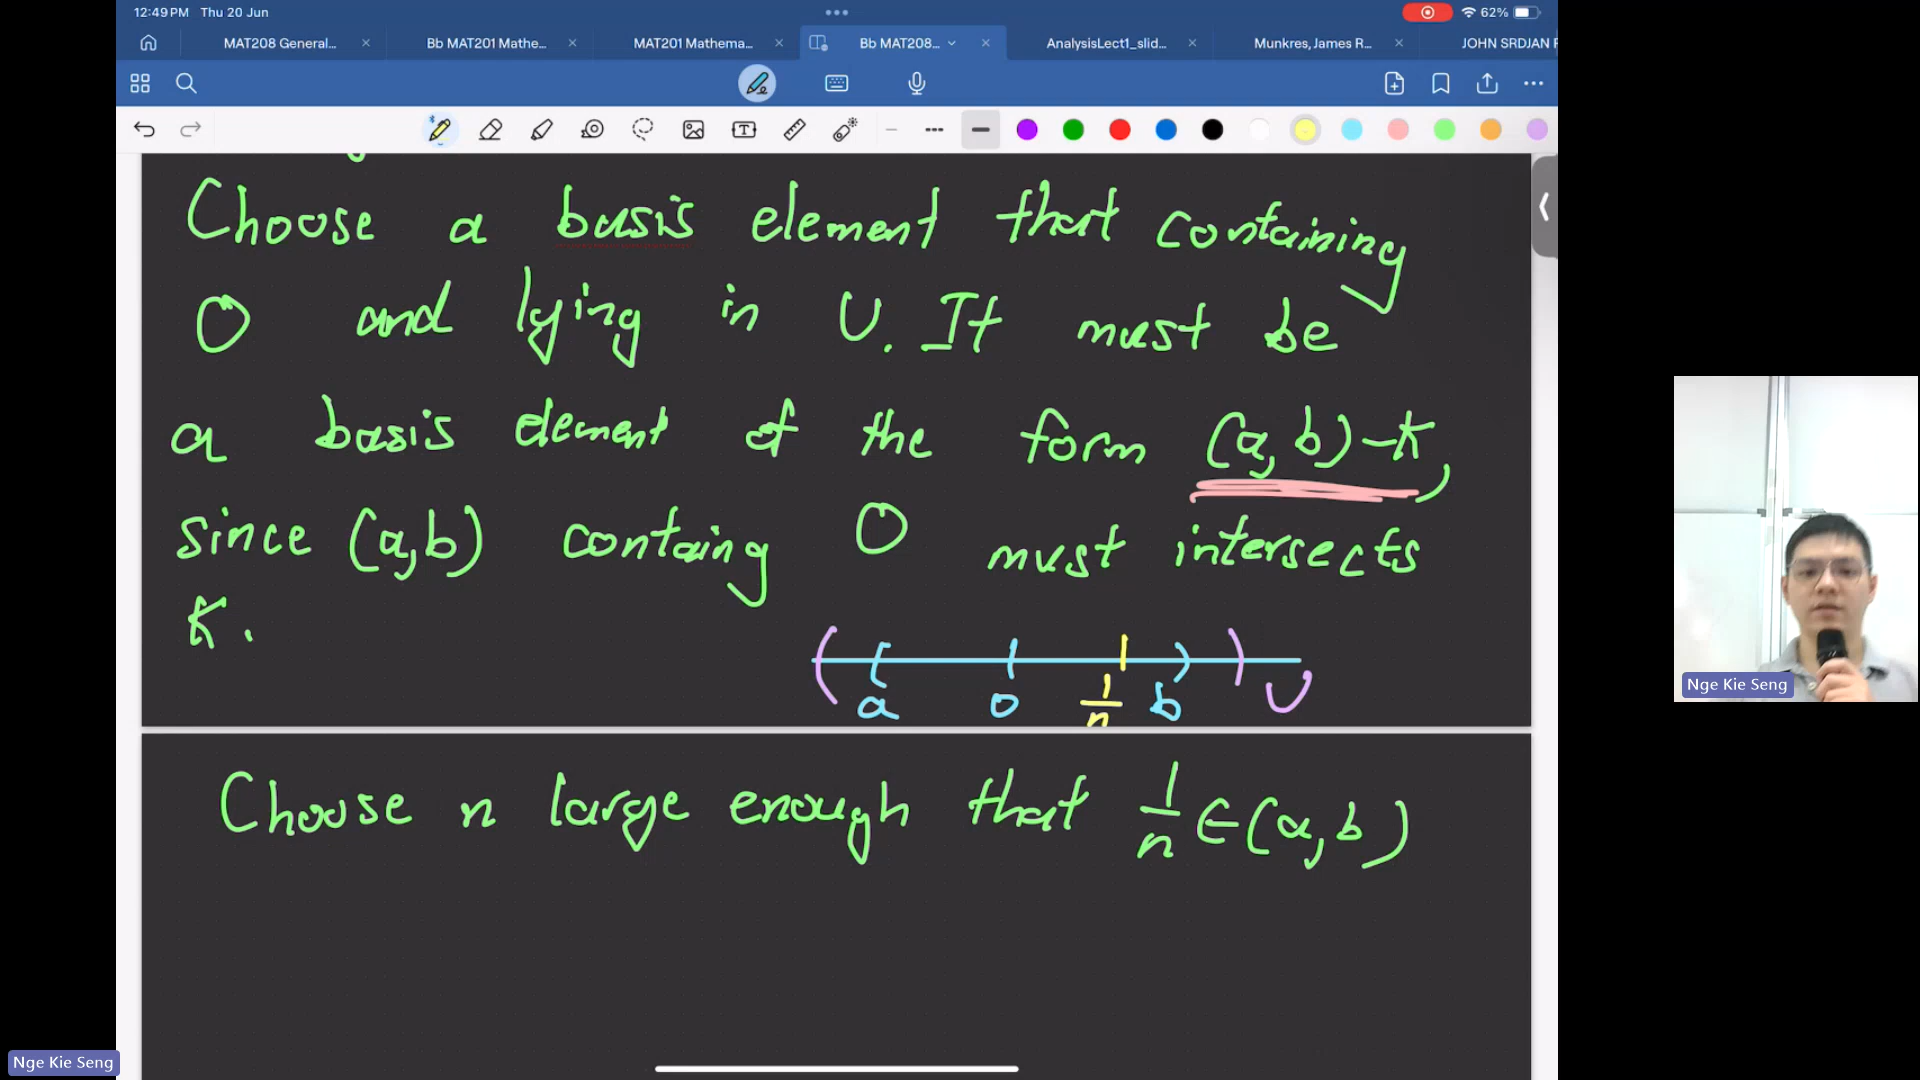 12:49 PM Thu 20 Jun
62%
MAT208 General...
Bb MAT201 Mathe...
MAT201 Mathema...
Bb MAT208...
AnalysisLect1_slid...
Munkres, James R...
JOHN SRDJAN
Choose a basis element that containing
0 and lying in U. It must be
a basis element of the form (a, b)-K,
since (a,b) containg 0 must intersects
K.
a 0 1/n b U
Choose n large enough that 1/n ∈ (a, b)
Nge Kie Seng
Nge Kie Seng